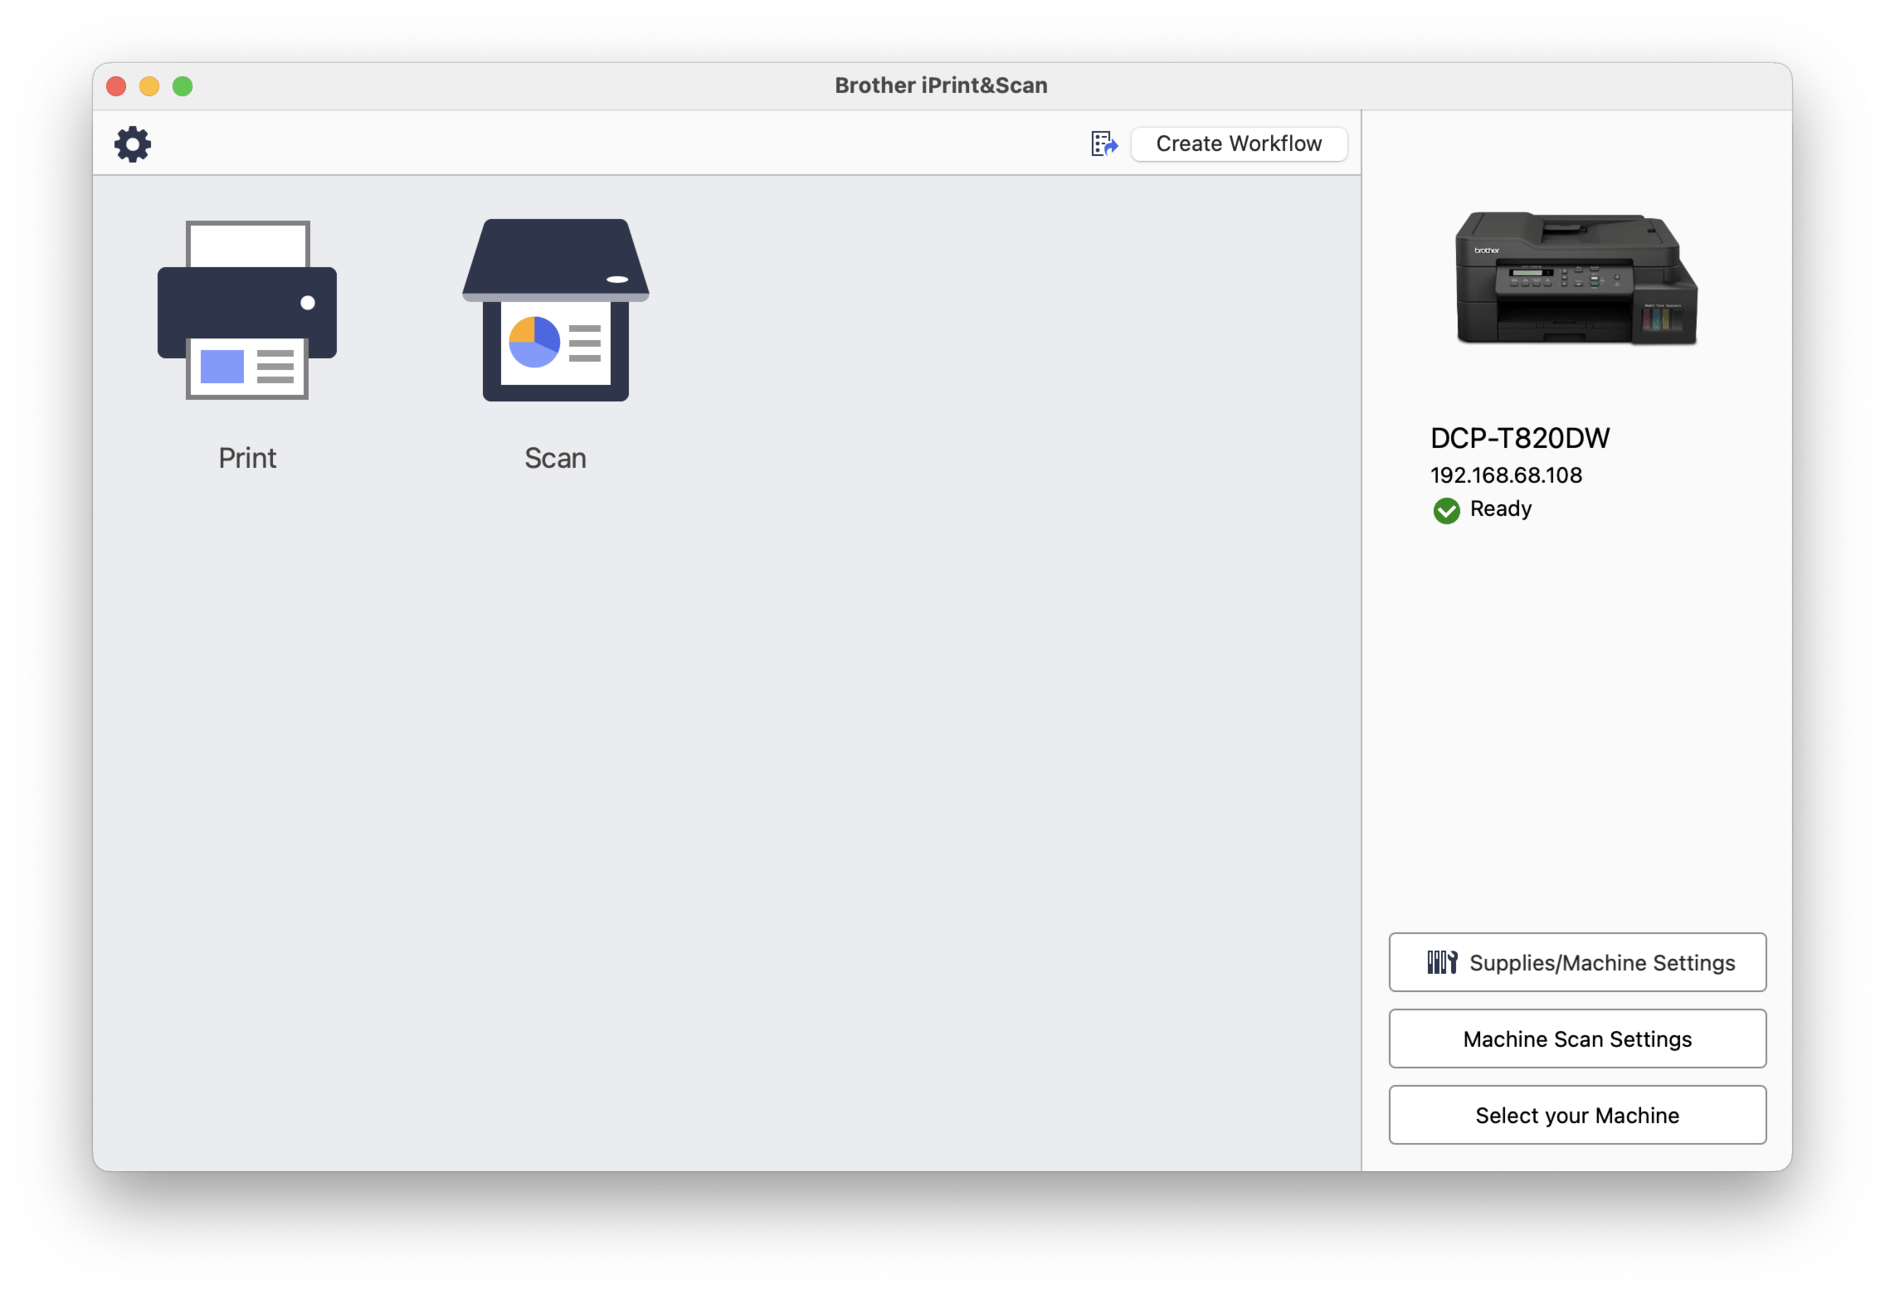 Brother iPrint&Scan
Create Workflow
Print
Scan
brother
DCP-T820DW
192.168.68.108
Ready
Supplies/Machine Settings
Machine Scan Settings
Select your Machine